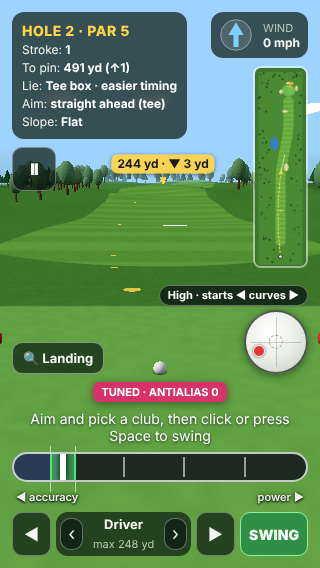 HOLE 2 · PAR 5
Stroke: 1
To pin: 491 yd (↑1)
Lie: Tee box · easier timing
Aim: straight ahead (tee)
Slope: Flat
WIND
0 mph
244 yd · ▼ 3 yd
High · starts ◀ curves ▶
🔍 Landing
TUNED · ANTIALIAS 0
Aim and pick a club, then click or press
Space to swing
◀ accuracy
power ▶
◀
‹
Driver
max 248 yd
›
▶
SWING